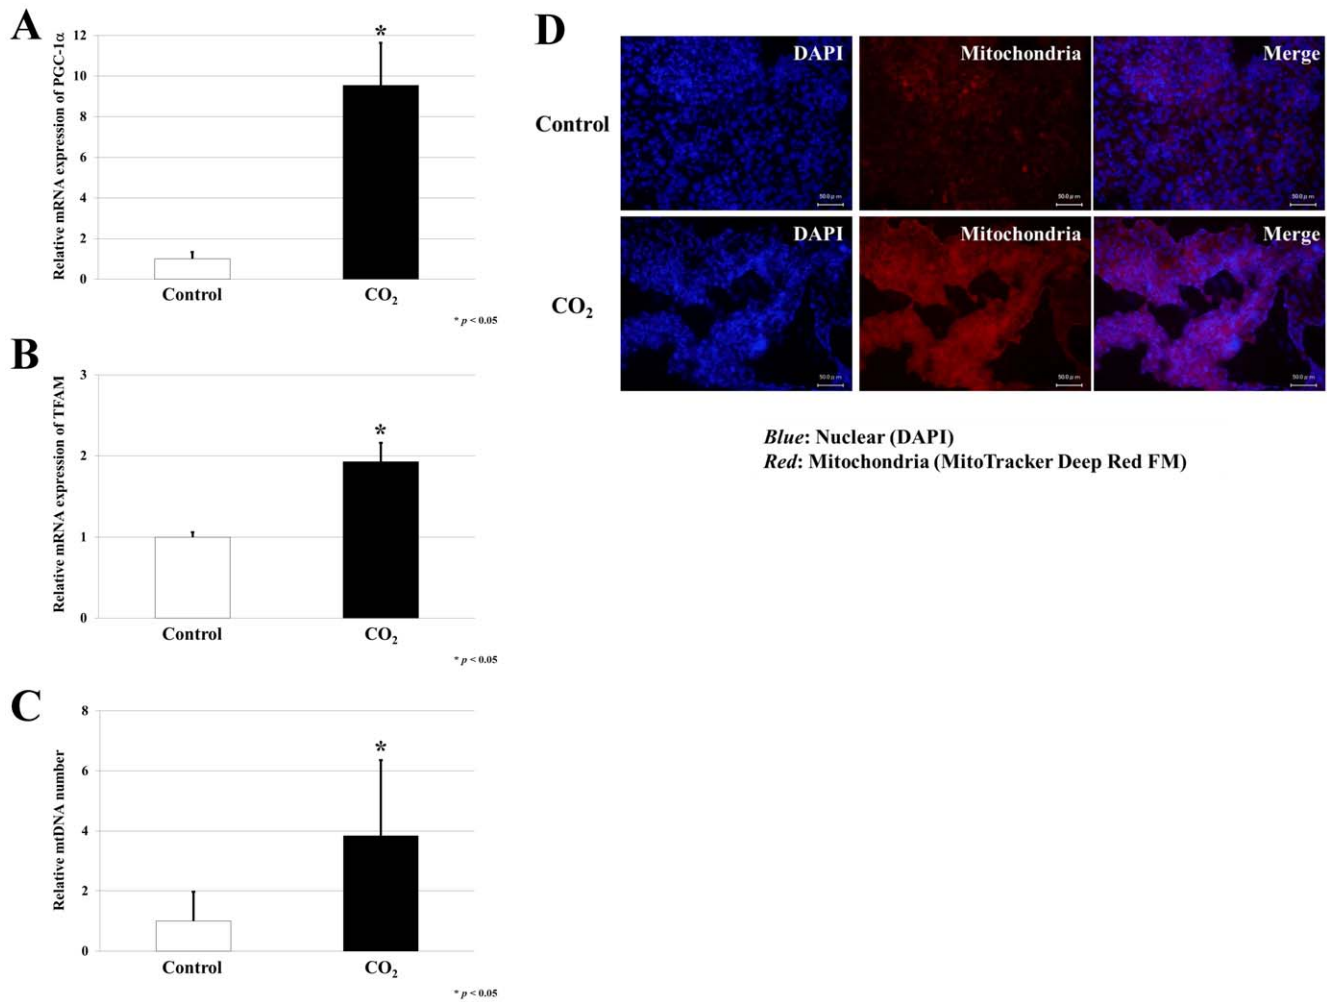 A
Relative mRNA expression of PGC-1α
12
10
8
6
4
2
0
*
Control
CO₂
* p < 0.05
B
Relative mRNA expression of TFAM
3
2
1
0
*
Control
CO₂
* p < 0.05
C
Relative mtDNA number
8
6
4
2
0
*
Control
CO₂
* p < 0.05
D
Control
DAPI
Mitochondria
Merge
CO₂
DAPI
Mitochondria
Merge
Blue: Nuclear (DAPI)
Red: Mitochondria (MitoTracker Deep Red FM)